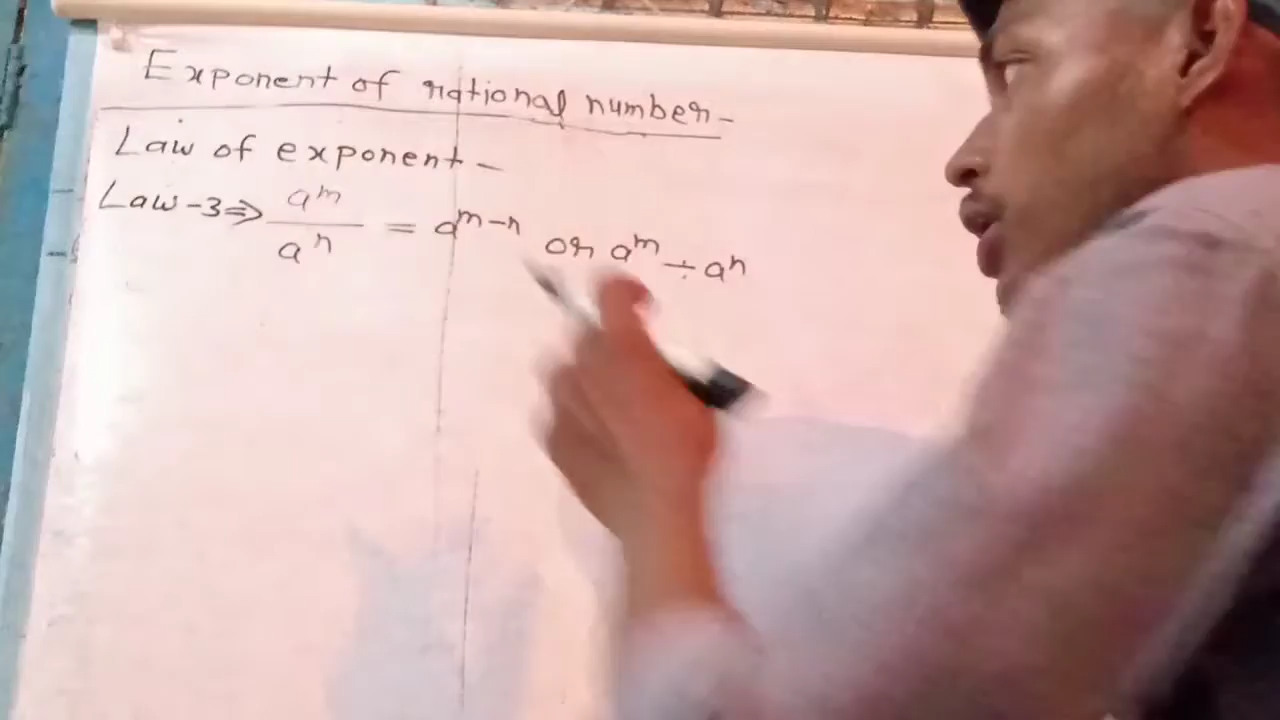 Exponent of rational number-
Law of exponent-
Law-3⇒ a^m/a^n = a^m-n or a^m ÷ a^n